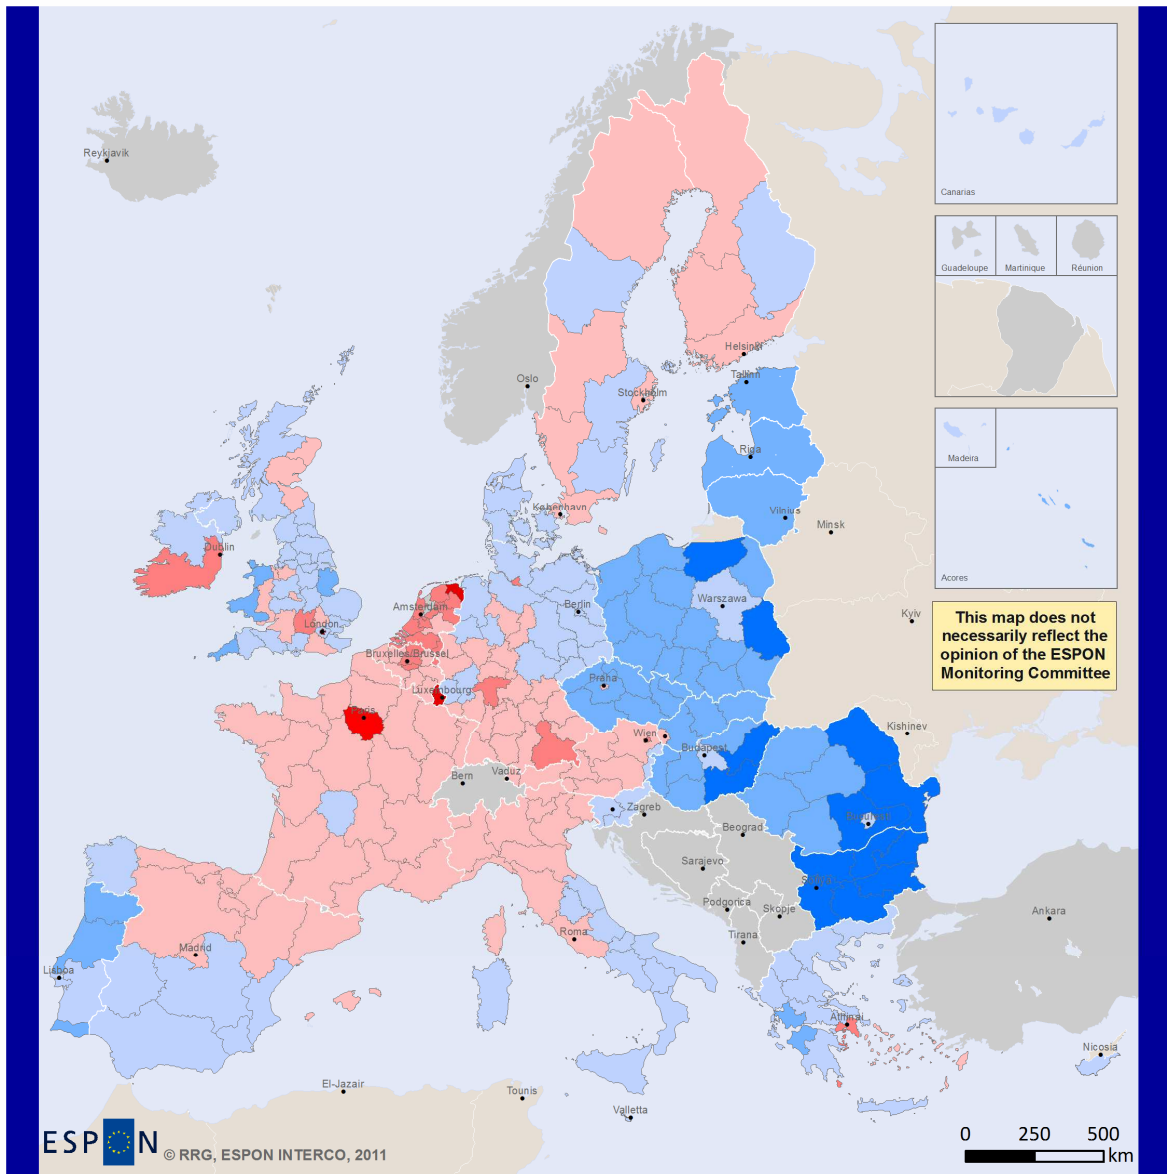 Reykjavik
Canarias
Guadeloupe
Martinique
Réunion
Oslo
Helsinki
Tallinn
Stockholm
Riga
Madeira
København
Vilnius
Minsk
Acores
Dublin
Amsterdam
Berlin
Warszawa
London
Kyiv
This map does not
necessarily reflect the
opinion of the ESPON
Monitoring Committee
Bruxelles/Brussel
Praha
Luxembourg
Paris
Kishinev
Wien
Budapest
Bern
Vaduz
Zagreb
Bucuresti
Beograd
Sarajevo
Sofiya
Podgorica
Skopje
Ankara
Roma
Tirana
Madrid
Lisboa
Athinai
Nicosia
El-Jazair
Tounis
Valletta
ESPON
© RRG, ESPON INTERCO, 2011
0 250 500
km